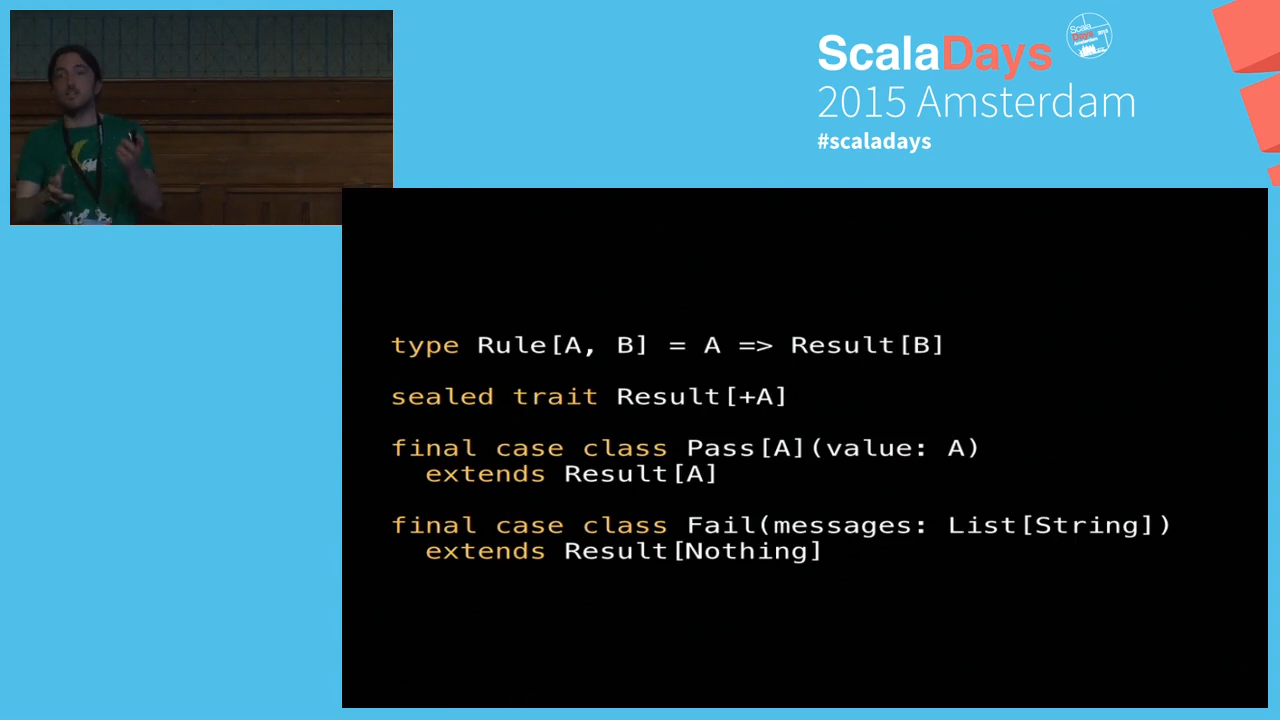 ScalaDays
2015 Amsterdam
#scaladays
type Rule[A, B] = A => Result[B]
sealed trait Result[+A]
final case class Pass[A](value: A)
extends Result[A]
final case class Fail(messages: List[String])
extends Result[Nothing]